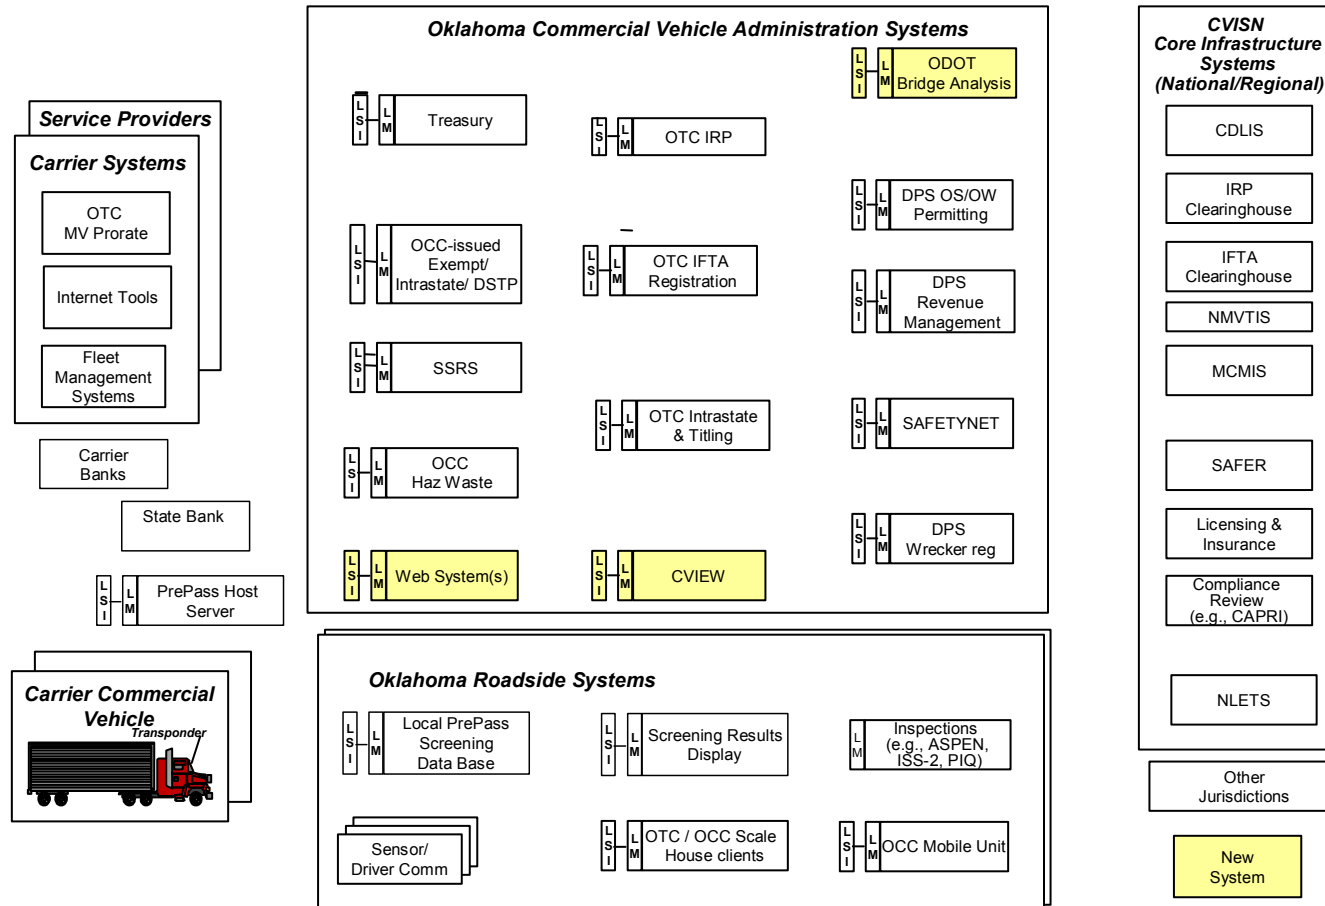 Oklahoma Commercial Vehicle Administration Systems
L
S
I
L
M
Treasury
L
S
I
L
M
OTC IRP
L
S
I
L
M
ODOT
Bridge Analysis
L
S
I
L
M
OCC-issued
Exempt/
Intrastate/ DSTP
L
S
I
L
M
OTC IFTA
Registration
L
S
I
L
M
DPS OS/OW
Permitting
L
S
I
L
M
DPS
Revenue
Management
L
S
I
L
M
SSRS
L
S
I
L
M
OTC Intrastate
& Titling
L
S
I
L
M
SAFETYNET
L
S
I
L
M
OCC
Haz Waste
L
S
I
L
M
DPS
Wrecker reg
L
S
I
L
M
Web System(s)
L
S
I
L
M
CVIEW
Service Providers
Carrier Systems
OTC
MV Prorate
Internet Tools
Fleet
Management
Systems
Carrier
Banks
State Bank
L
S
I
L
M
PrePass Host
Server
Carrier Commercial
Vehicle
Transponder
Oklahoma Roadside Systems
L
S
I
L
M
Local PrePass
Screening
Data Base
L
S
I
L
M
Screening Results
Display
L
M
Inspections
(e.g., ASPEN,
ISS-2, PIQ)
Sensor/
Driver Comm
L
S
I
L
M
OTC / OCC Scale
House clients
L
S
I
L
M
OCC Mobile Unit
CVISN
Core Infrastructure
Systems
(National/Regional)
CDLIS
IRP
Clearinghouse
IFTA
Clearinghouse
NMVTIS
MCMIS
SAFER
Licensing &
Insurance
Compliance
Review
(e.g., CAPRI)
NLETS
Other
Jurisdictions
New
System